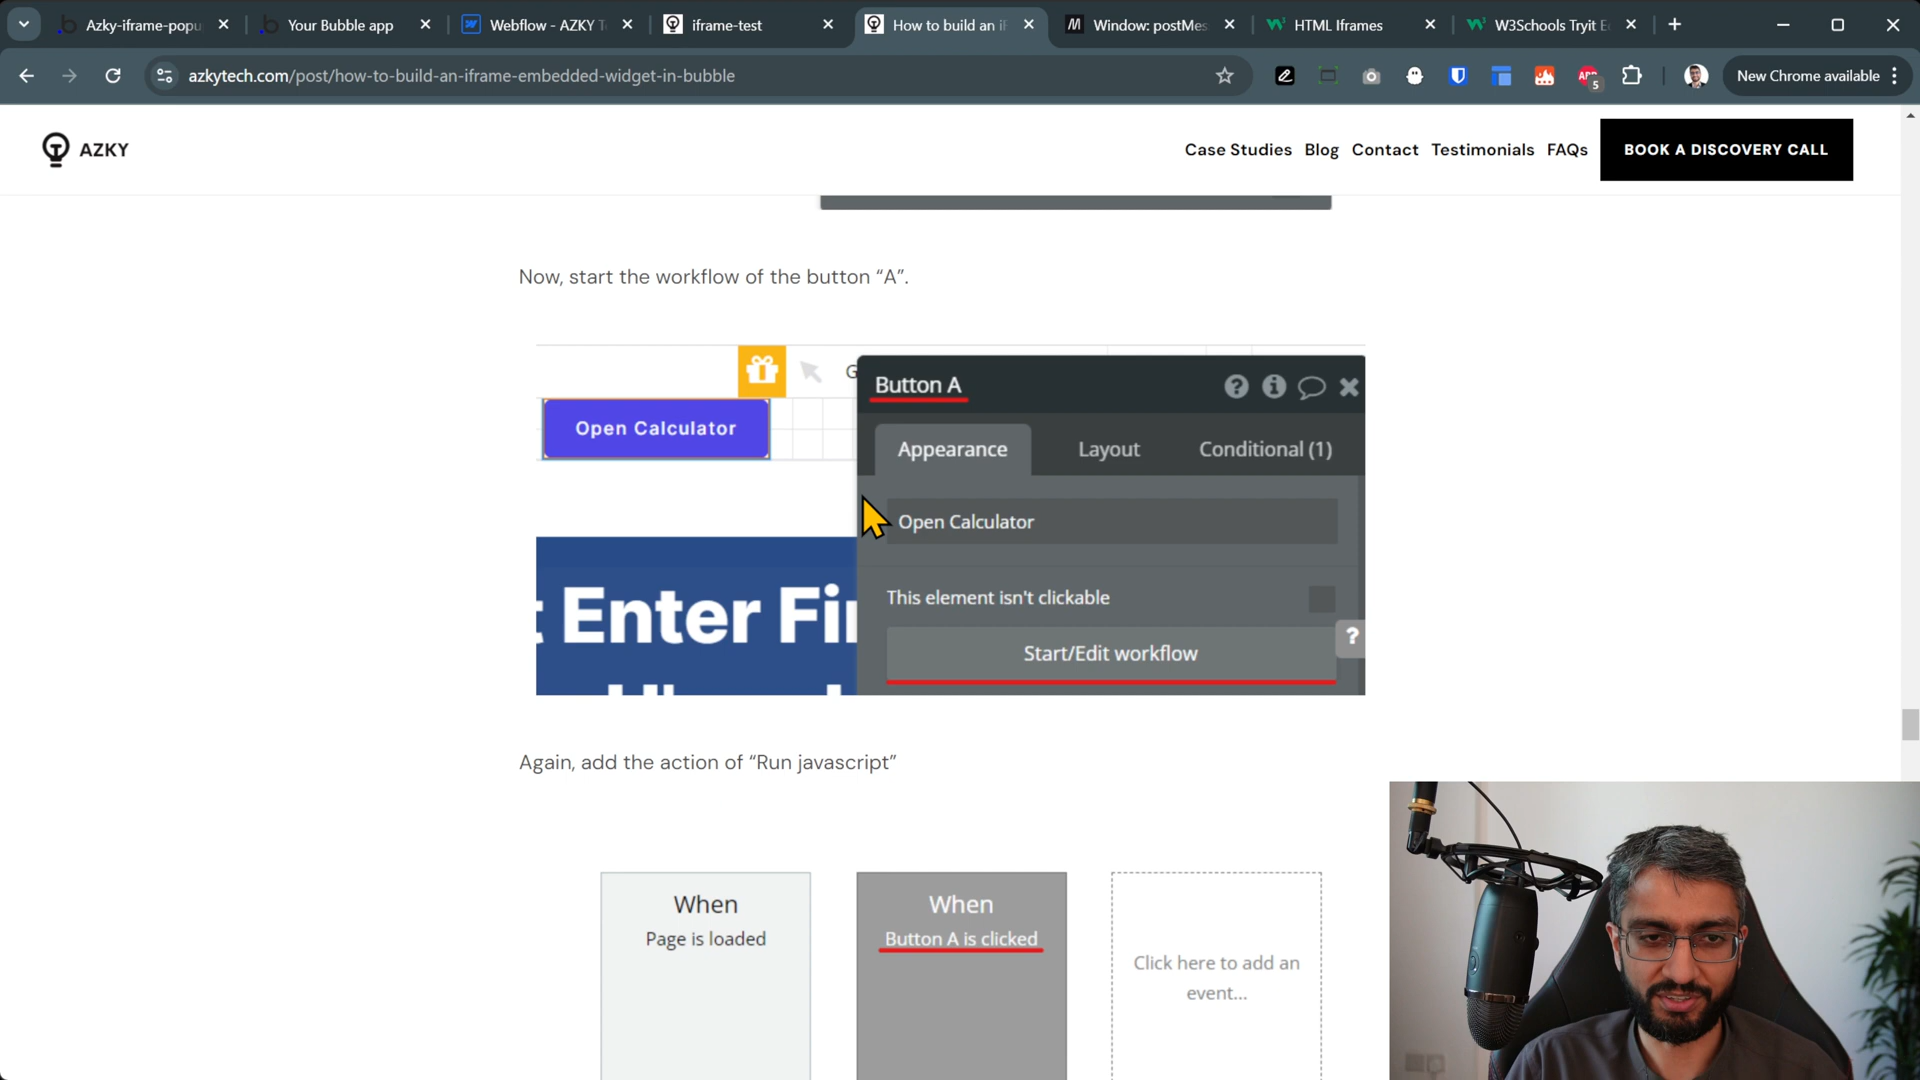 Azky-iframe-popu
Your Bubble app
Webflow - AZKY T
iframe-test
How to build an i
Window: postMes
HTML Iframes
W3Schools Tryit E
azkytech.com/post/how-to-build-an-iframe-embedded-widget-in-bubble
ABP
5
New Chrome available
AZKY
Case Studies
Blog
Contact
Testimonials
FAQs
BOOK A DISCOVERY CALL
Now, start the workflow of the button “A”.
G
Button A
Open Calculator
Appearance
Layout
Conditional (1)
Open Calculator
This element isn't clickable
Enter Fi
Start/Edit workflow
?
Again, add the action of “Run javascript”
When
Page is loaded
When
Button A is clicked
Click here to add an
event...